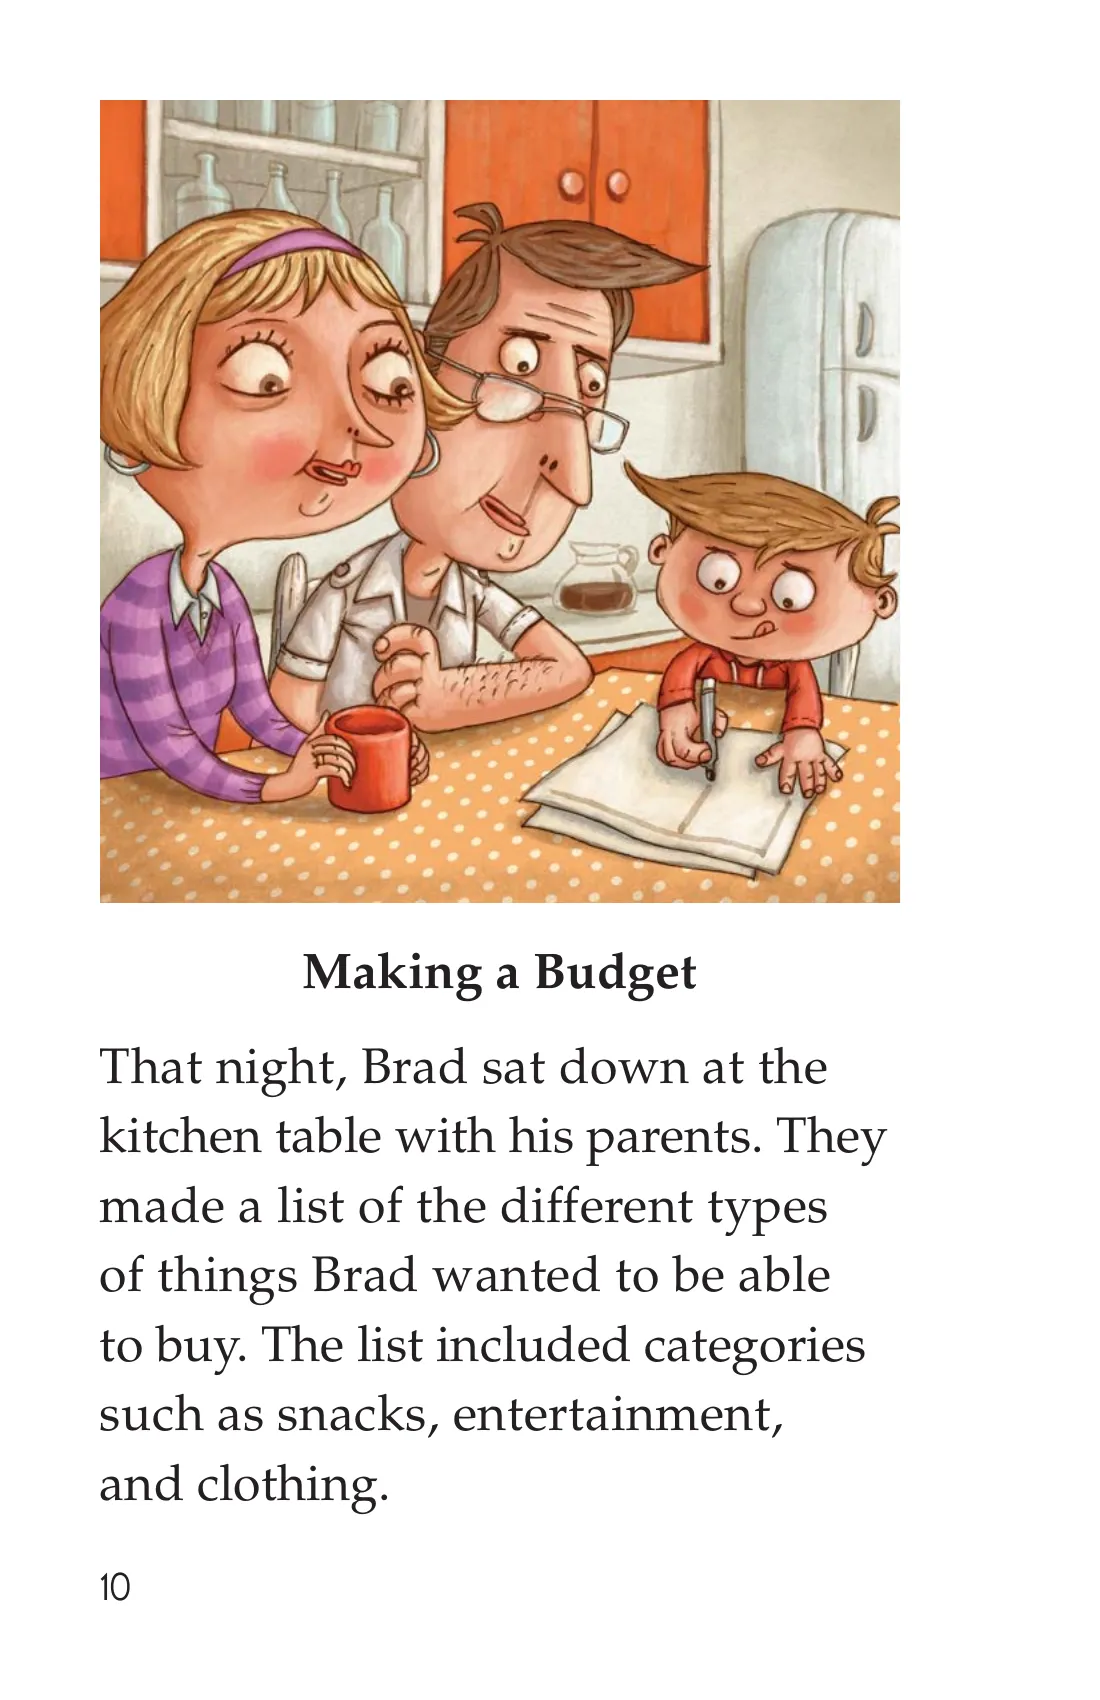 Making a Budget
That night, Brad sat down at the
kitchen table with his parents. They
made a list of the different types
of things Brad wanted to be able
to buy. The list included categories
such as snacks, entertainment,
and clothing.
10